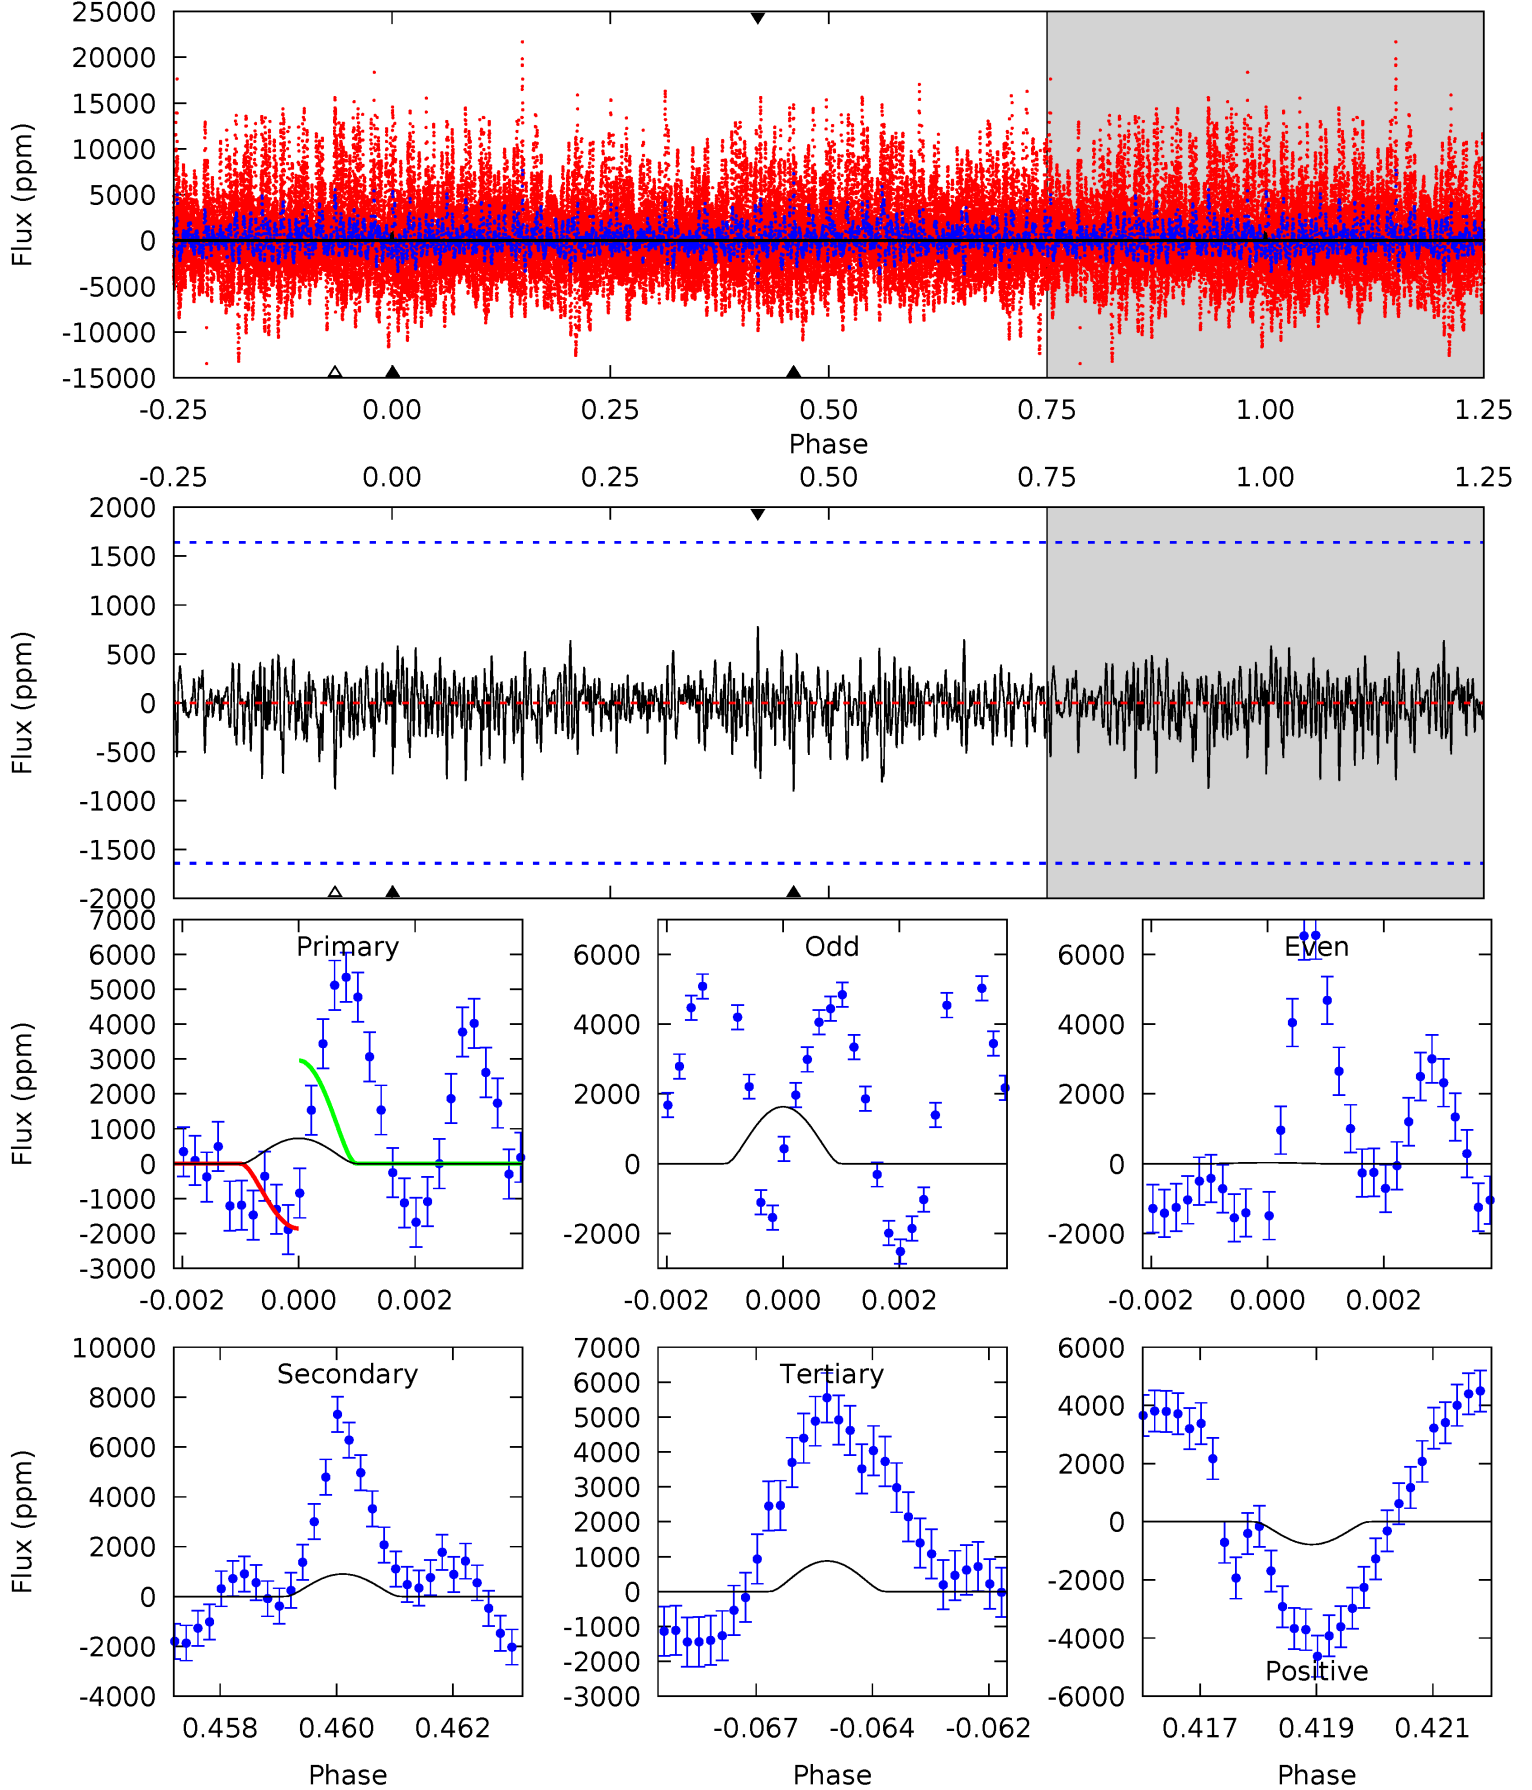 25000
20000
15000
10000
5000
0
-5000
-10000
-15000
Flux (ppm)
-0.25 0.00 0.25 0.50 0.75 1.00 1.25
Phase
-0.25 0.00 0.25 0.50 0.75 1.00 1.25
2000
1500
1000
500
0
-500
-1000
-1500
-2000
Flux (ppm)
7000
6000
5000
4000
3000
2000
1000
0
-1000
-2000
-3000
Flux (ppm)
Primary
-0.002 0.000 0.002
6000
4000
2000
0
-2000
Odd
-0.002 0.000 0.002
6000
4000
2000
0
-2000
Even
-0.002 0.000 0.002
10000
8000
6000
4000
2000
0
-2000
-4000
Flux (ppm)
Secondary
0.458 0.460 0.462
Phase
7000
6000
5000
4000
3000
2000
1000
0
-1000
-2000
-3000
Tertiary
-0.067 -0.064 -0.062
Phase
6000
4000
2000
0
-2000
-4000
-6000
Positive
0.417 0.419 0.421
Phase